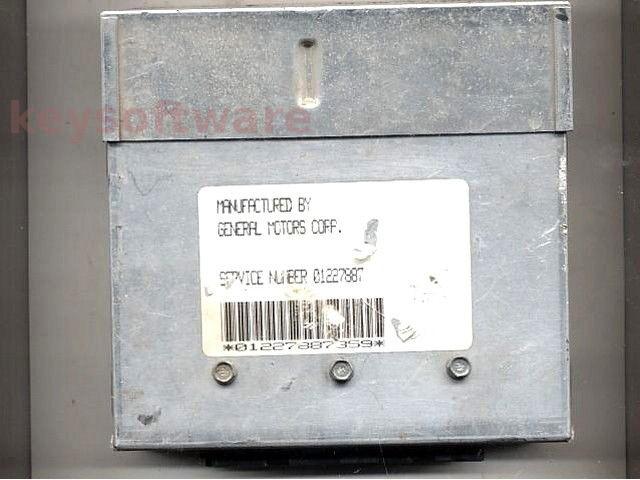 keysoftware
MANUFACTURED BY
GENERAL MOTORS CORP.
SERVICE NUMBER 01227887
*01227887359*